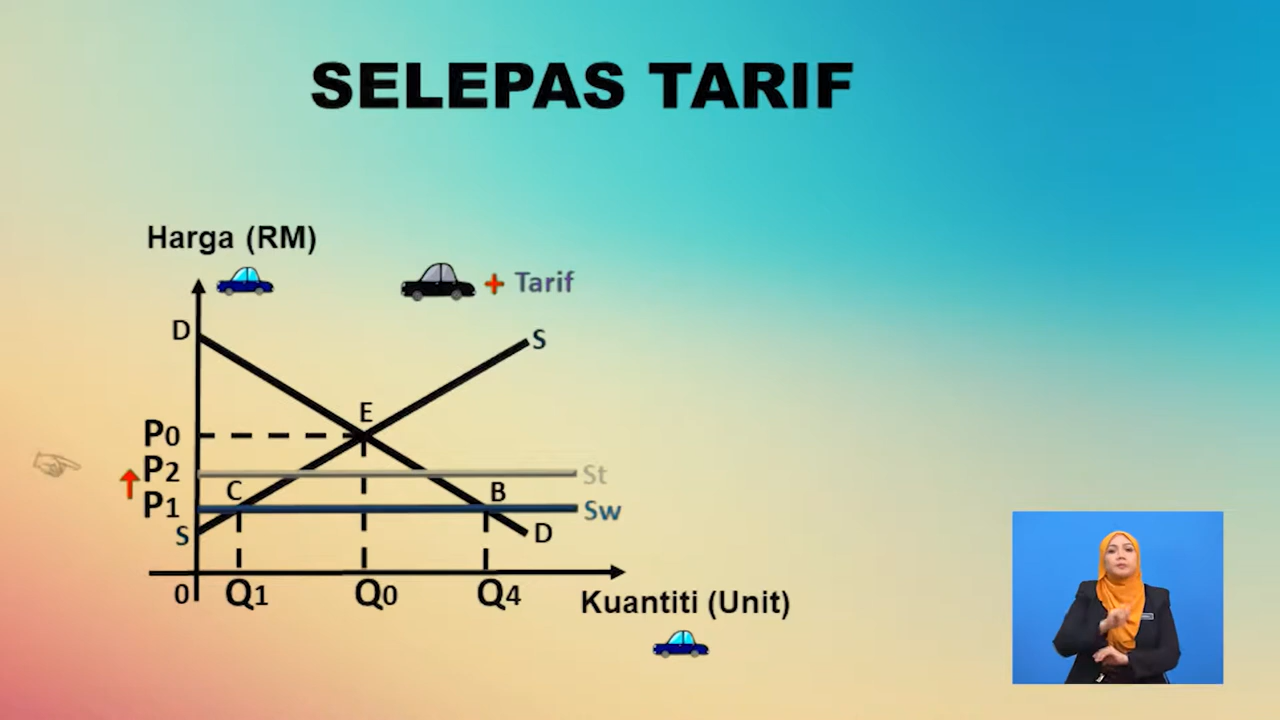 SELEPAS TARIF
Harga (RM)
+ Tarif
D
S
E
P0
P2
St
C
B
P1
Sw
S
D
0
Q1
Q0
Q4
Kuantiti (Unit)